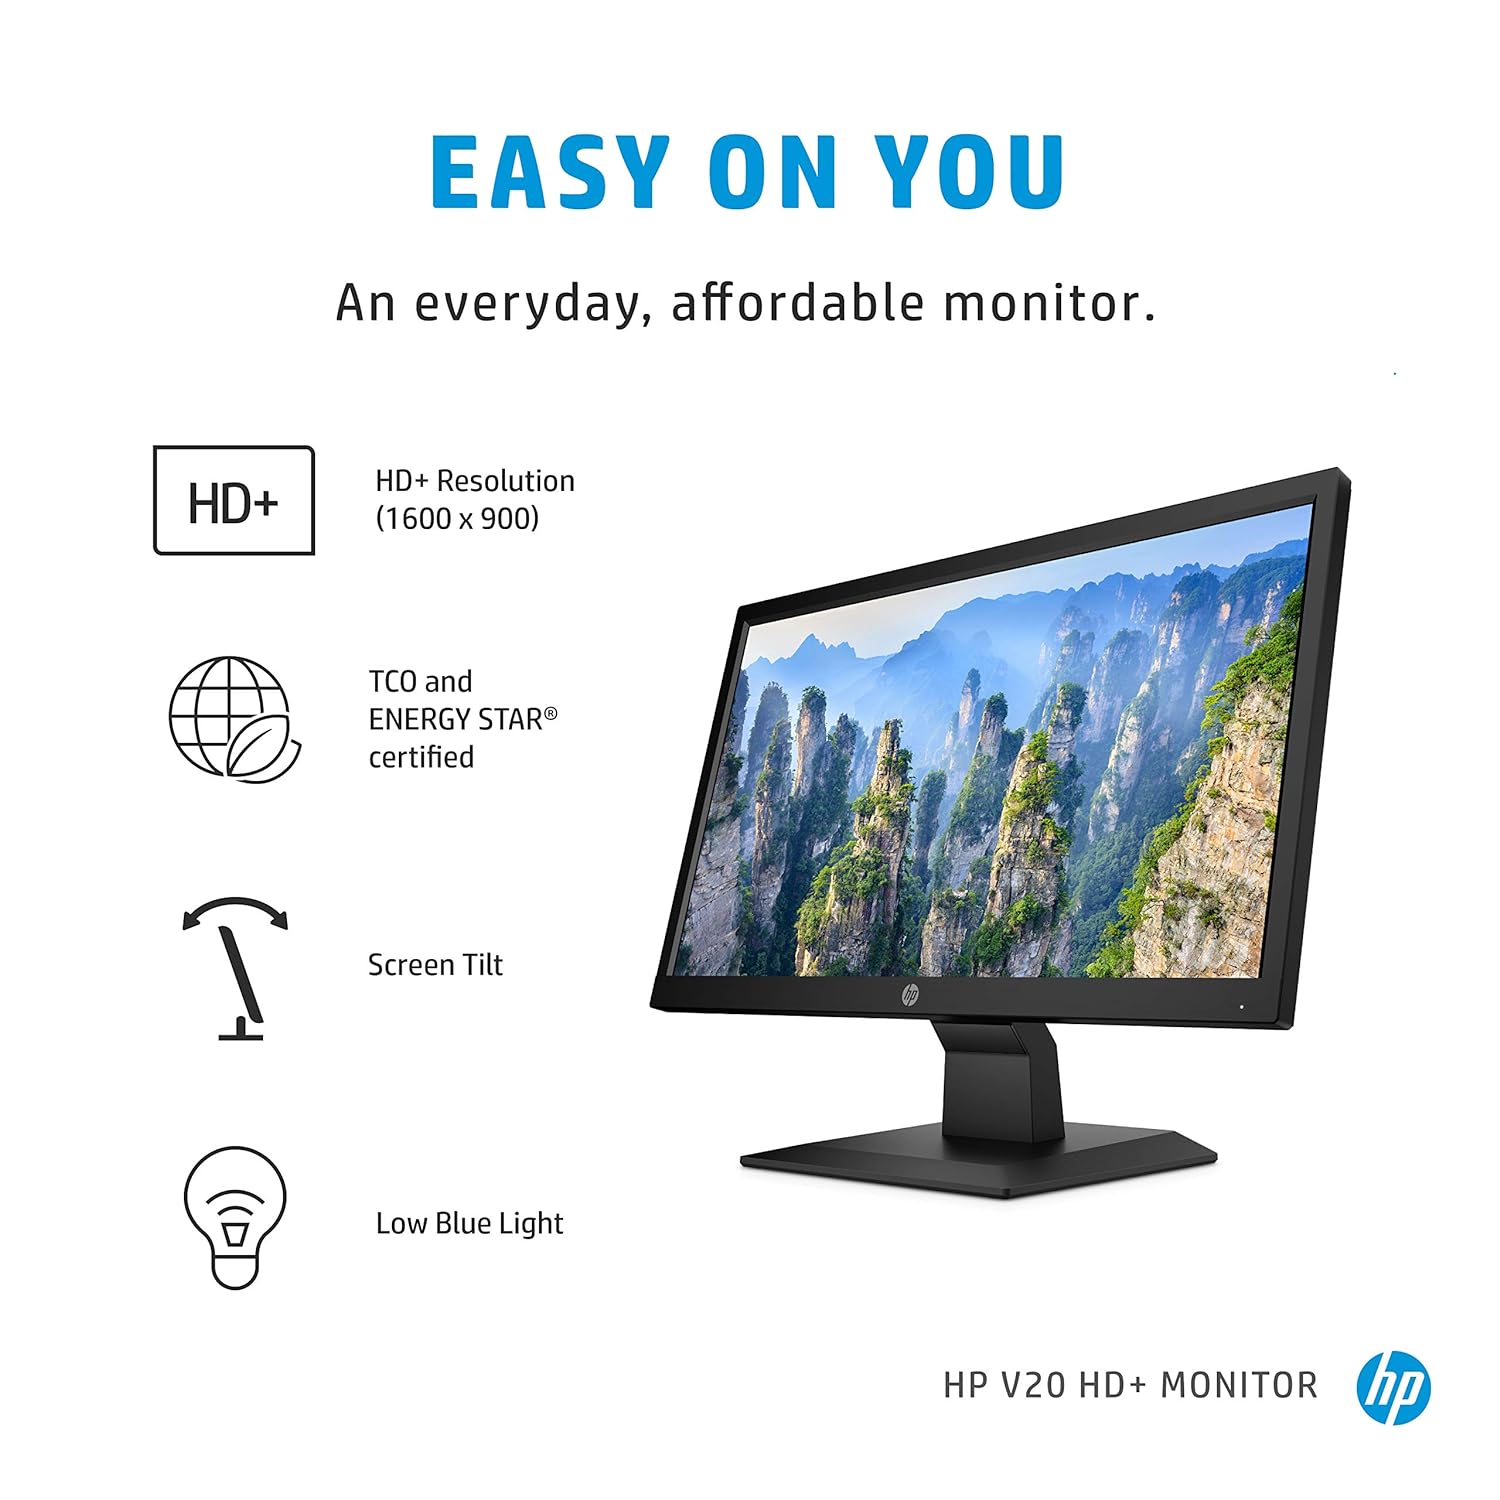 EASY ON YOU
An everyday, affordable monitor.
HD+
HD+ Resolution
(1600 x 900)
TCO and
ENERGY STAR®
certified
Screen Tilt
Low Blue Light
hp
HP V20 HD+ MONITOR
hp